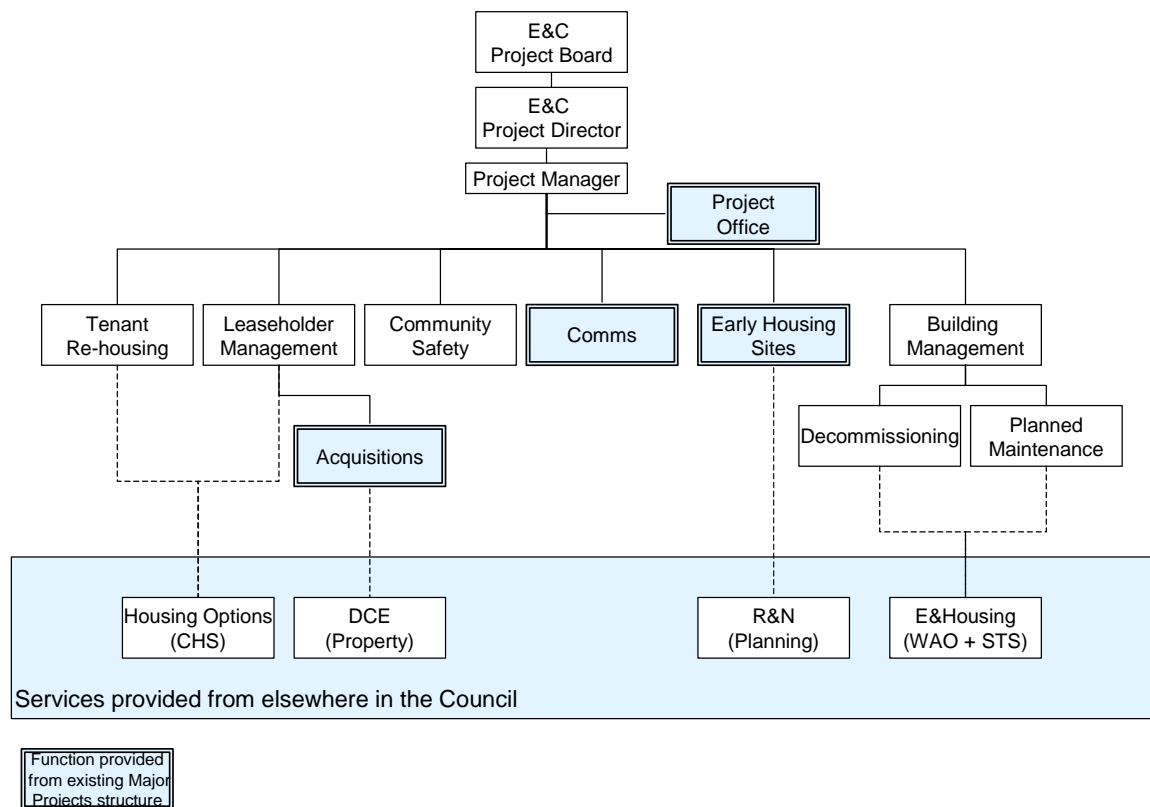 E&C
Project Board
E&C
Project Director
Project Manager
Project
Office
Tenant
Re-housing
Leaseholder
Management
Community
Safety
Comms
Early Housing
Sites
Building
Management
Acquisitions
Decommissioning
Planned
Maintenance
Housing Options
(CHS)
DCE
(Property)
R&N
(Planning)
E&Housing
(WAO + STS)
Services provided from elsewhere in the Council
Function provided
from existing Major
Projects structure